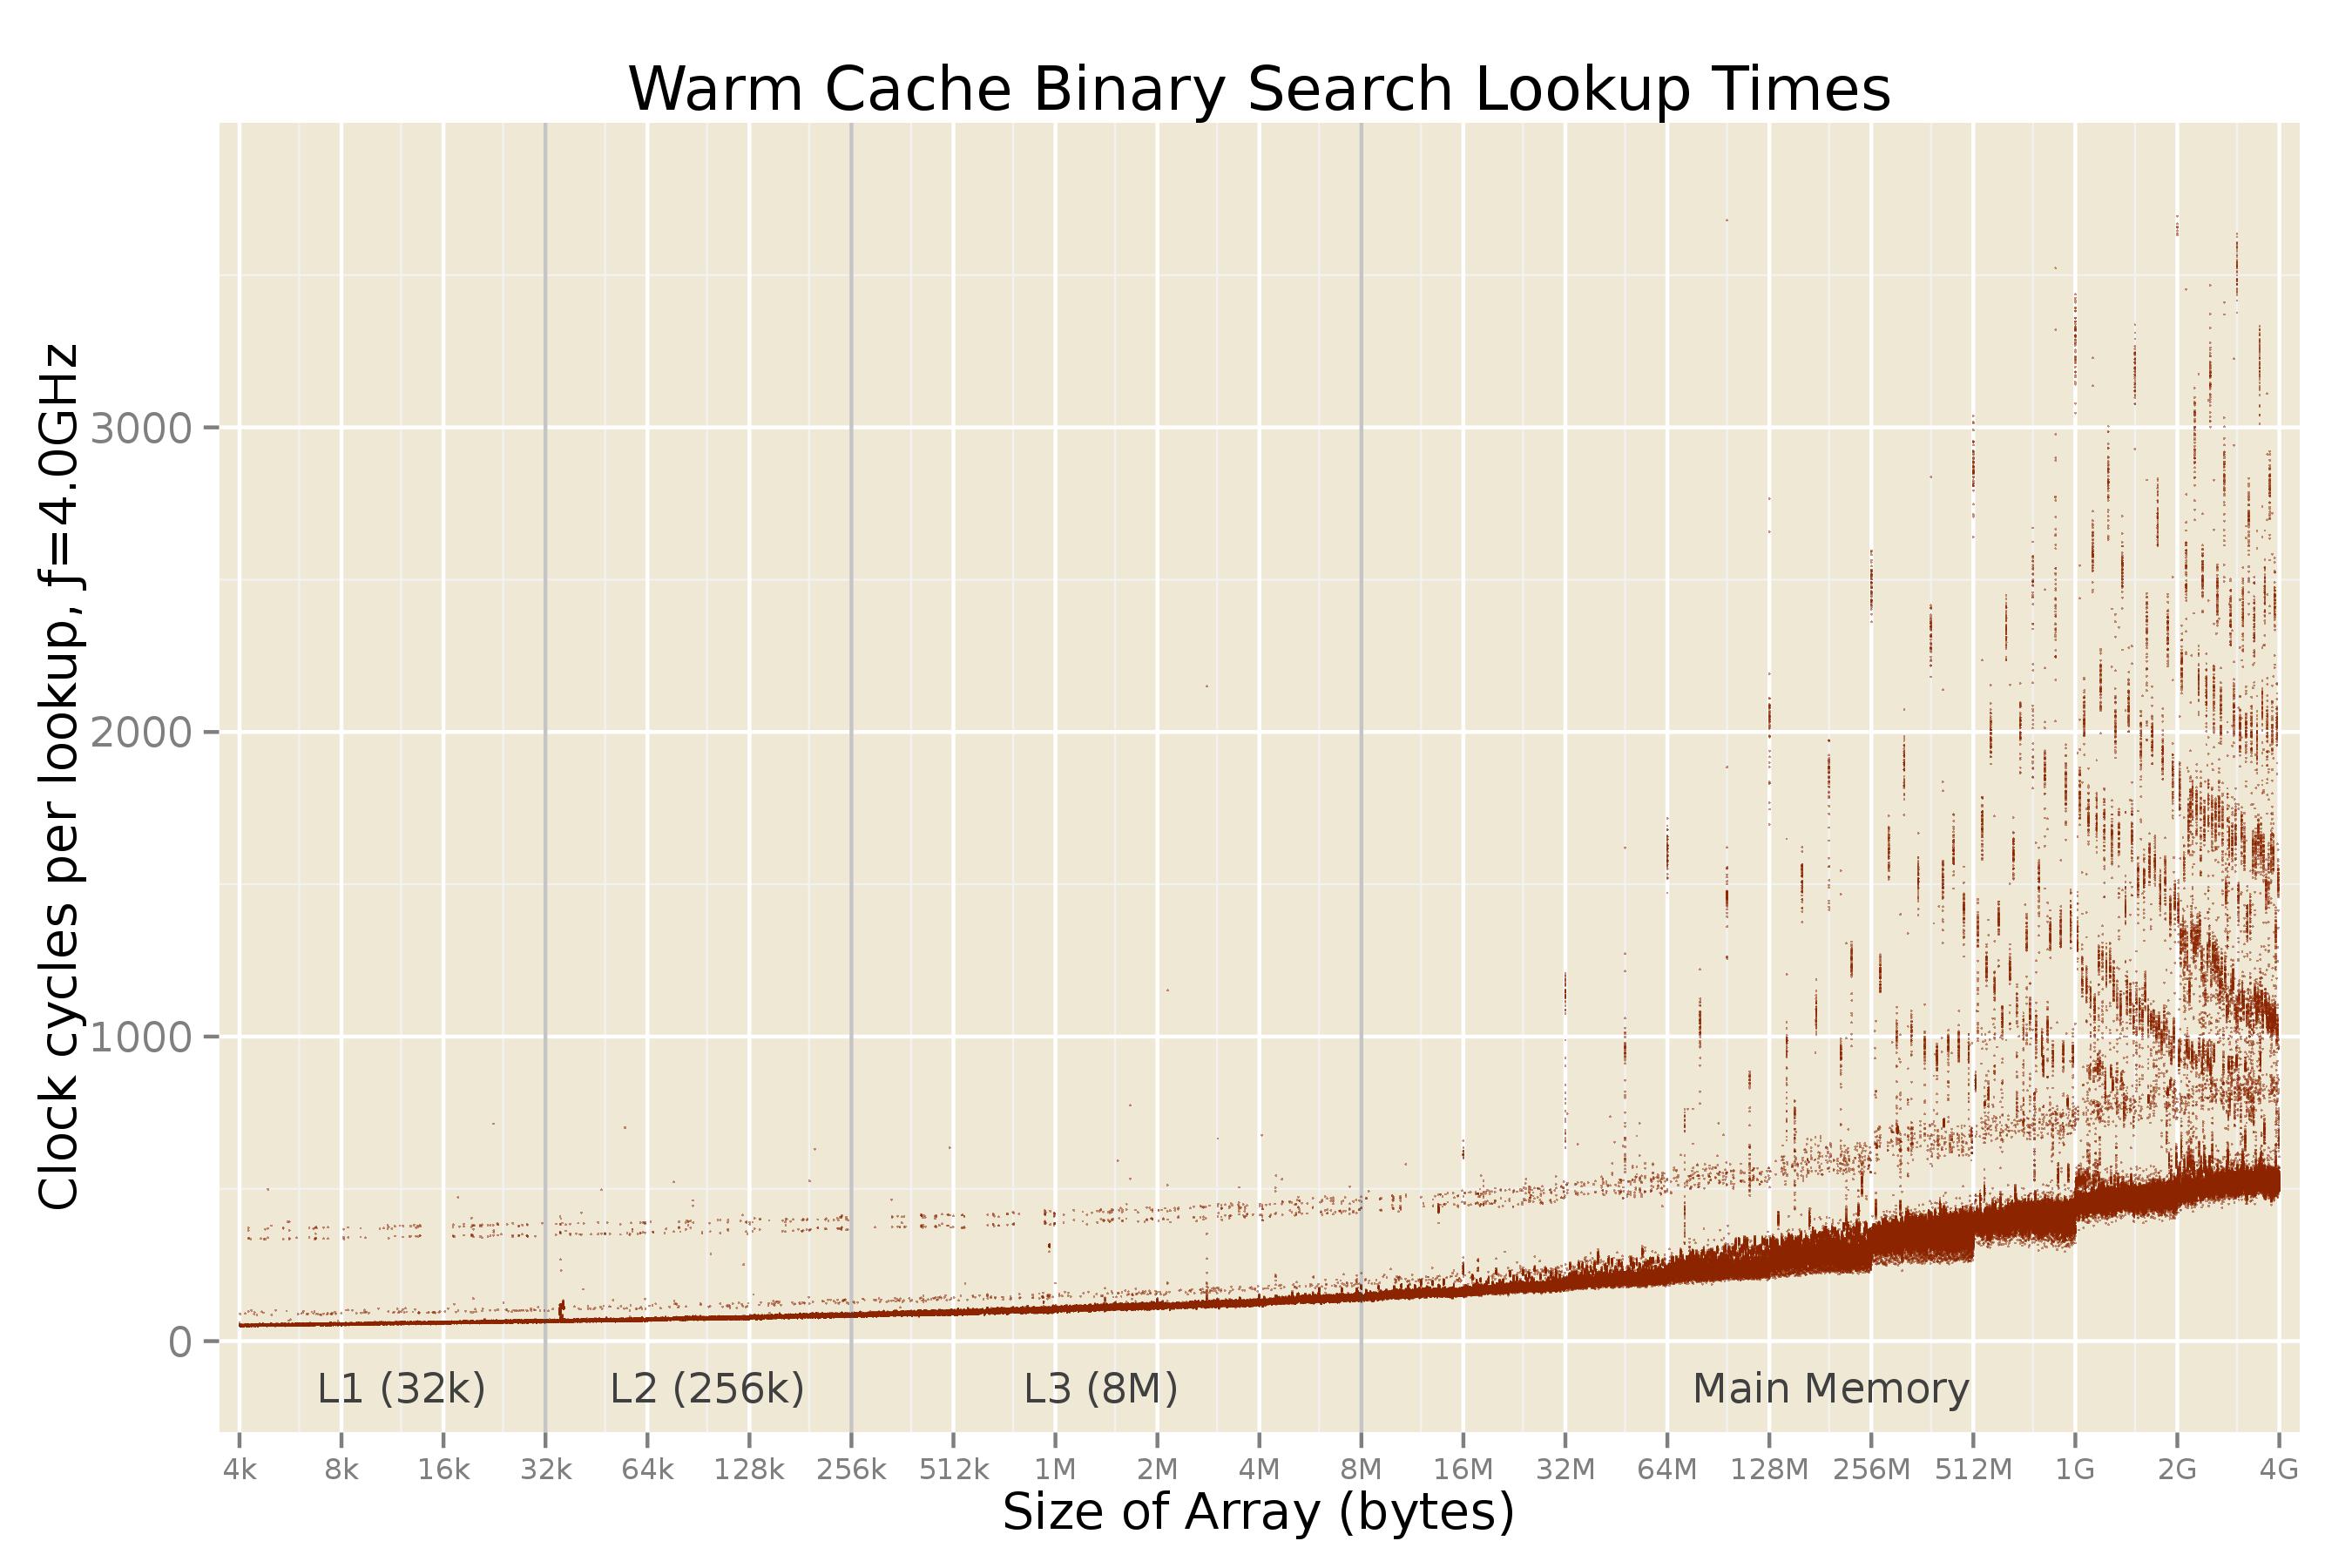 Warm Cache Binary Search Lookup Times
Clock cycles per lookup, ƒ=4.0GHz
3000
2000
1000
0
L1 (32k) L2 (256k) L3 (8M) Main Memory
4k 8k 16k 32k 64k 128k 256k 512k 1M 2M 4M 8M 16M 32M 64M 128M 256M 512M 1G 2G 4G
Size of Array (bytes)